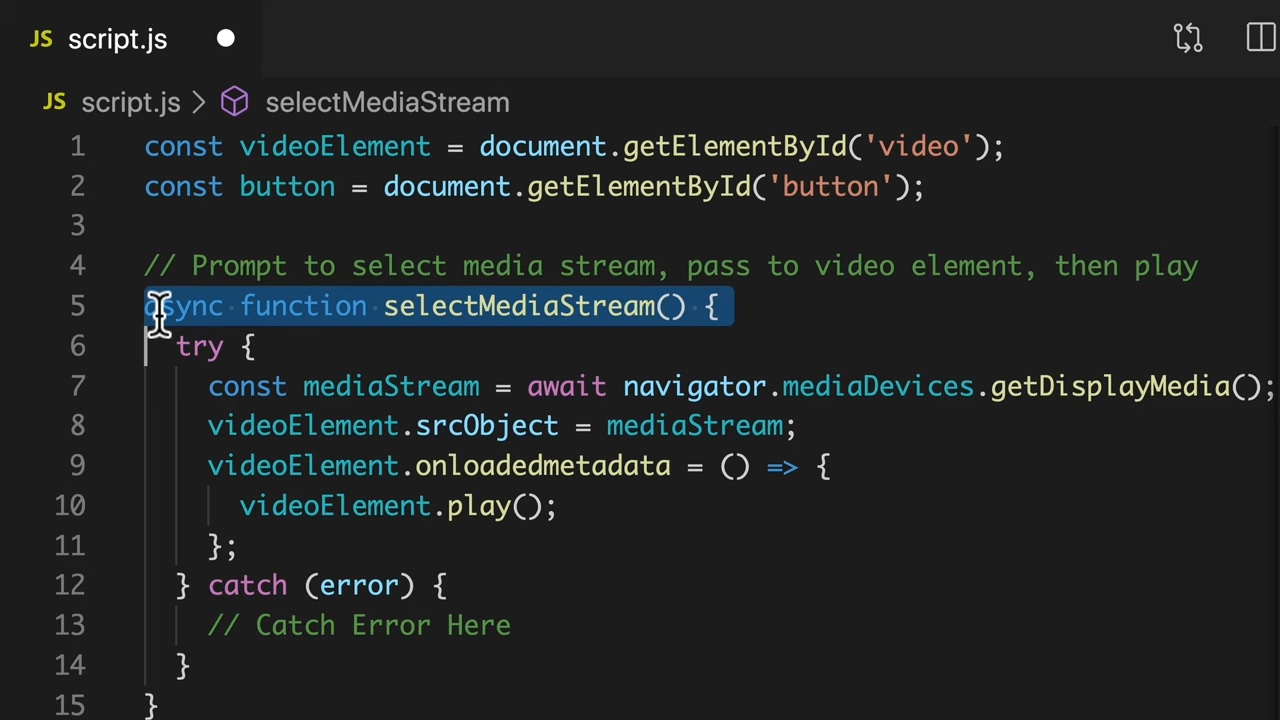 JS script.js
JS script.js > selectMediaStream
1 const videoElement = document.getElementById('video');
2 const button = document.getElementById('button');
3
4 // Prompt to select media stream, pass to video element, then play
5 async function selectMediaStream() {
6 try {
7 const mediaStream = await navigator.mediaDevices.getDisplayMedia();
8 videoElement.srcObject = mediaStream;
9 videoElement.onloadedmetadata = () => {
10 videoElement.play();
11 };
12 } catch (error) {
13 // Catch Error Here
14 }
15 }